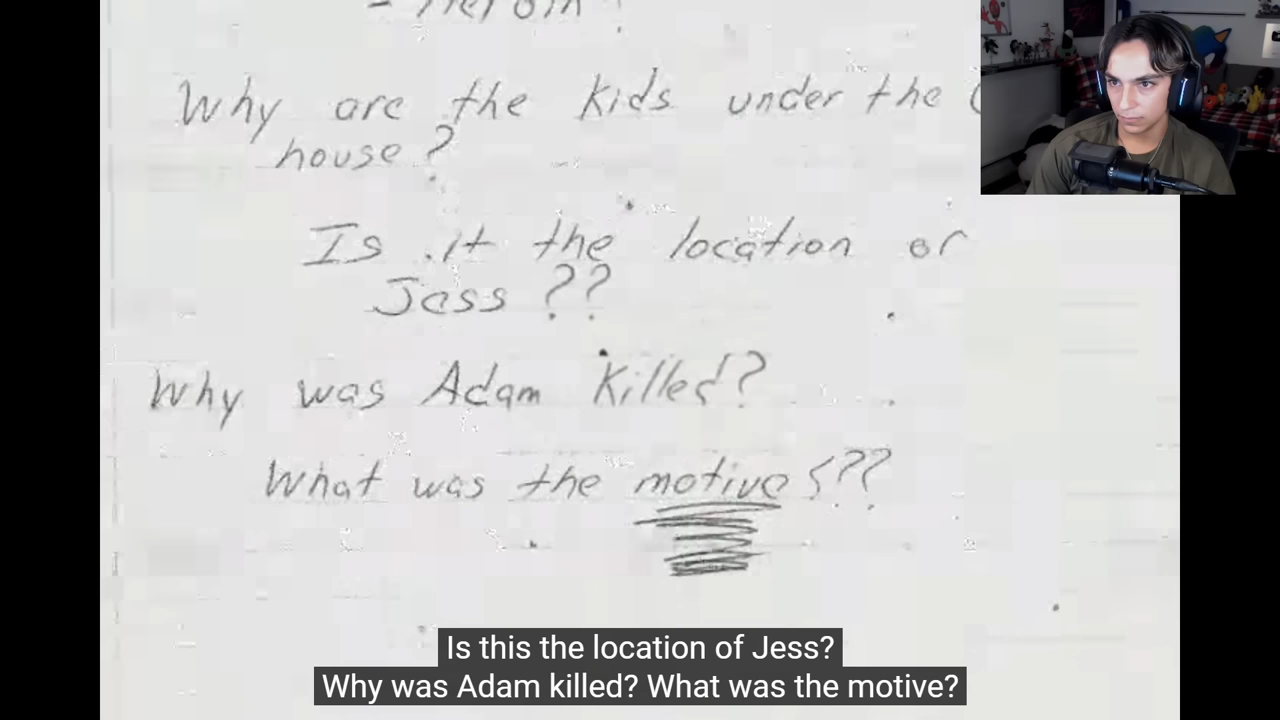 - Heroin?
Why are the kids under the
house?
Is it the location or
Jess ??
Why was Adam killed?
What was the motive ???
Is this the location of Jess?
Why was Adam killed? What was the motive?